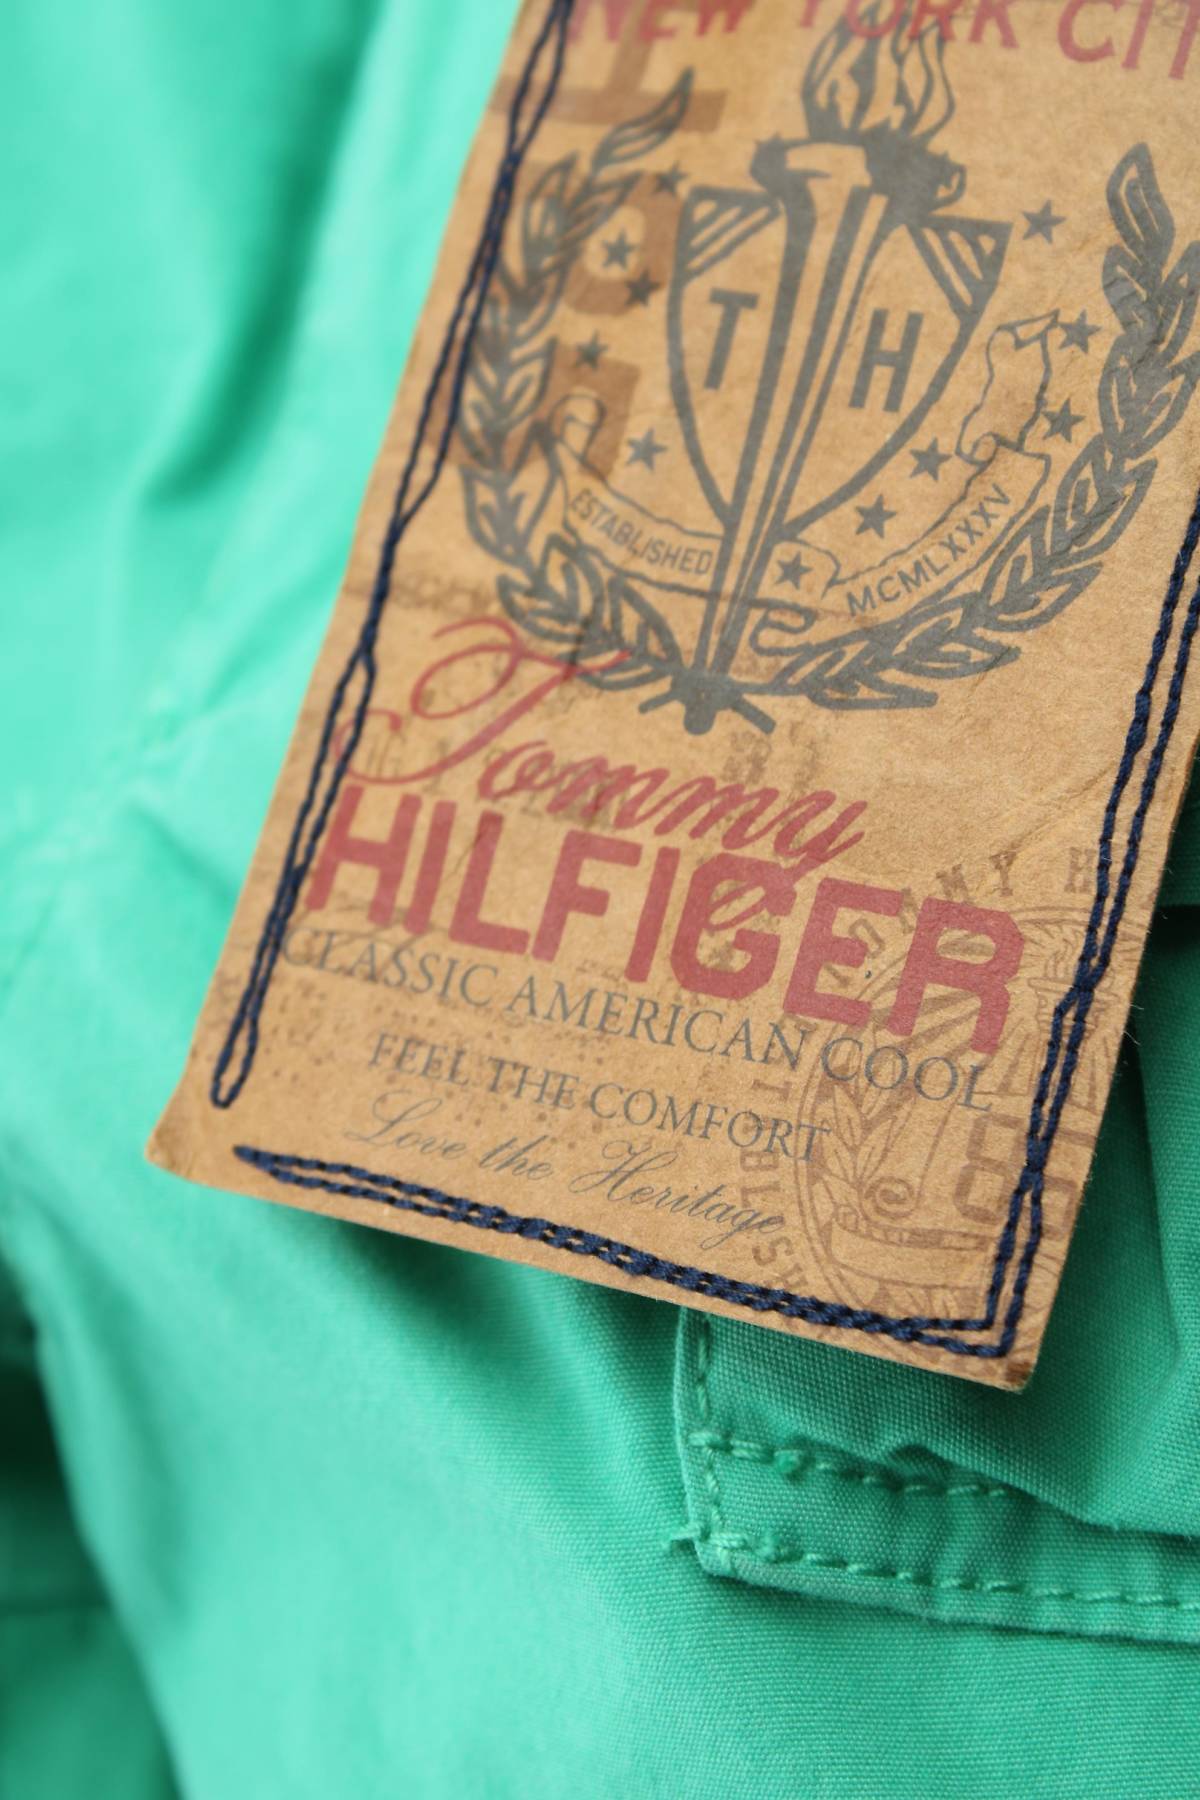 NEW YORK CIT
T H
ESTABLISHED
MCMLXXXV
Tommy
HILFIGER
CLASSIC AMERICAN COOL
FEEL THE COMFORT
Love the Heritage